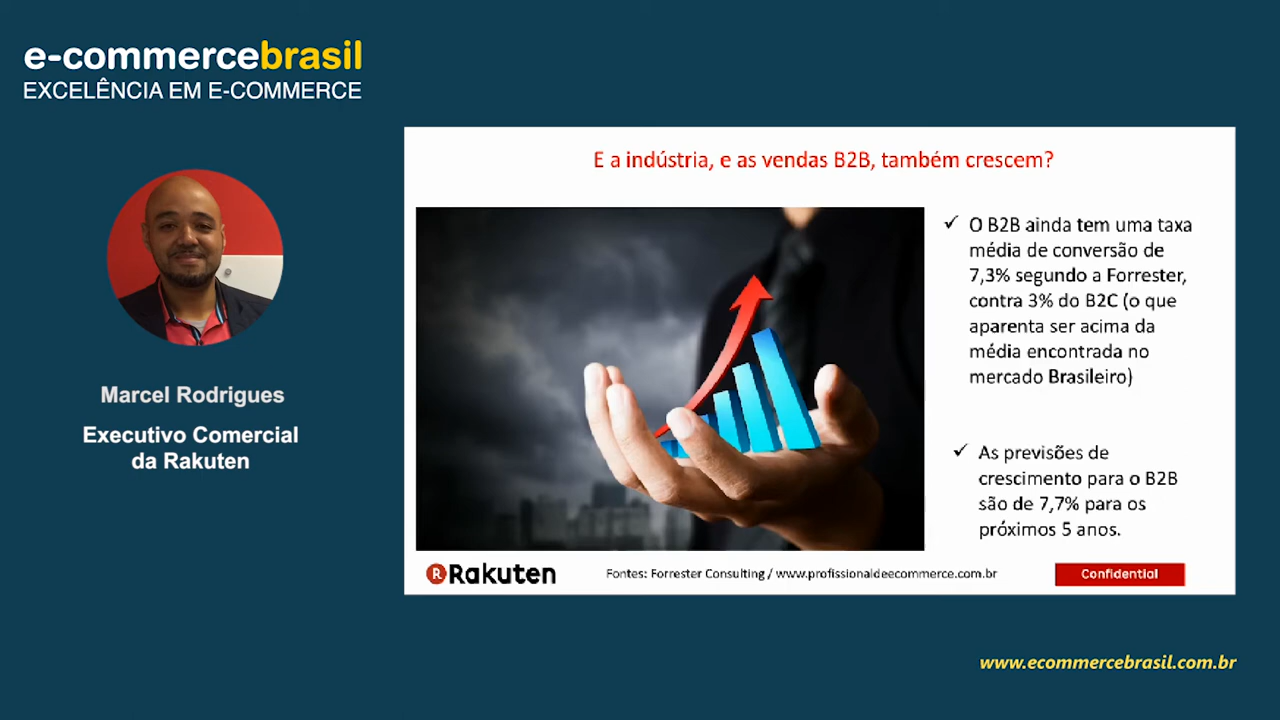 e-commercebrasil
EXCELÊNCIA EM E-COMMERCE
Marcel Rodrigues
Executivo Comercial
da Rakuten
E a indústria, e as vendas B2B, também crescem?
✓ O B2B ainda tem uma taxa
média de conversão de
7,3% segundo a Forrester,
contra 3% do B2C (o que
aparenta ser acima da
média encontrada no
mercado Brasileiro)
✓ As previsões de
crescimento para o B2B
são de 7,7% para os
próximos 5 anos.
R Rakuten
Fontes: Forrester Consulting / www.profissionaldeecommerce.com.br
Confidential
www.ecommercebrasil.com.br